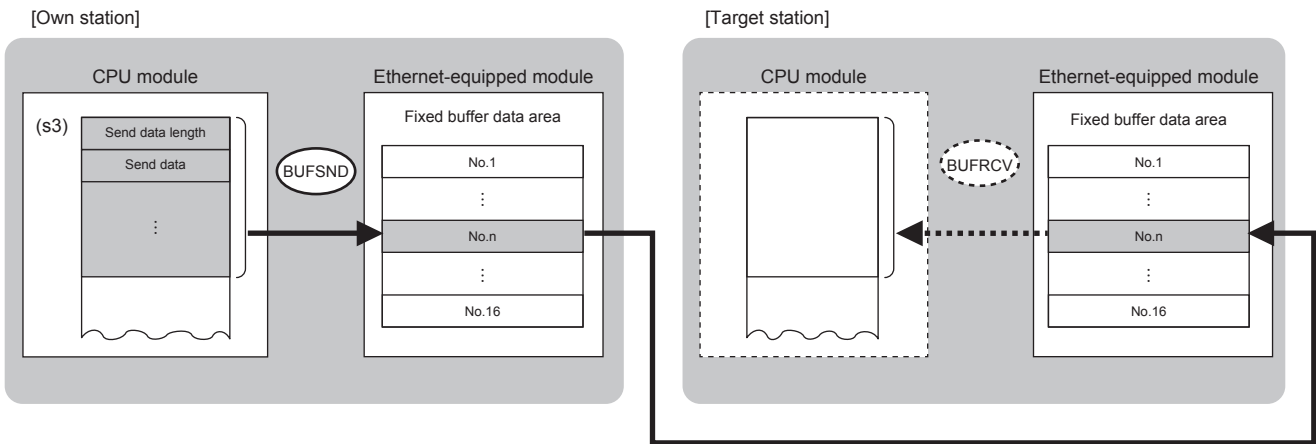 [Own station]
[Target station]
CPU module
Ethernet-equipped module
(s3)
Send data length
Send data
⋮
BUFSND
Fixed buffer data area
No.1
⋮
No.n
⋮
No.16
CPU module
Ethernet-equipped module
BUFRCV
Fixed buffer data area
No.1
⋮
No.n
⋮
No.16